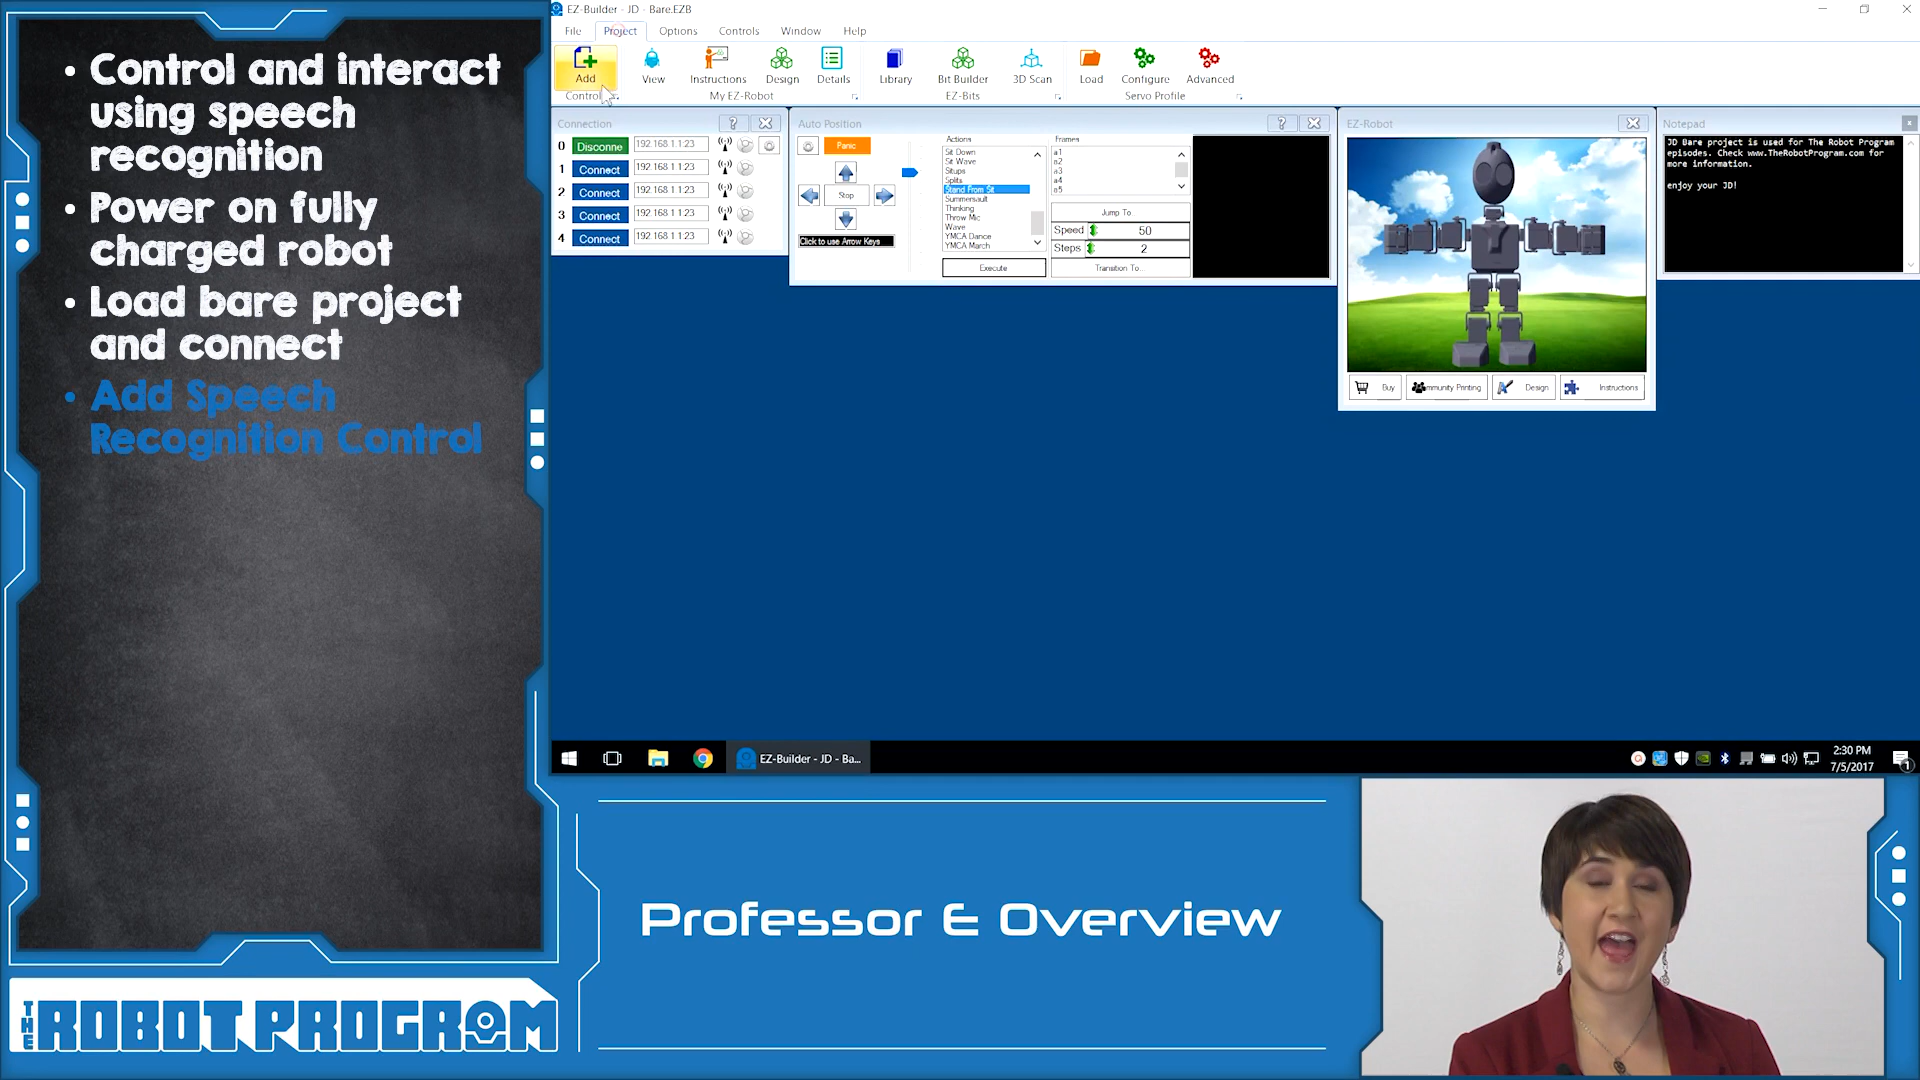 • Control and interact
using speech
recognition
• Power on fully
charged robot
• Load bare project
and connect
• Add Speech
Recognition Control
THE ROBOT PROGRAM
EZ-Builder - JD - Bare.EZB
File Project Options Controls Window Help
Add View Instructions Design Details Library Bit Builder 3D Scan Load Configure Advanced
Controls My EZ-Robot EZ-Bits Servo Profile
Connection
0 Disconne 192.168.1.1:23
1 Connect 192.168.1.1:23
2 Connect 192.168.1.1:23
3 Connect 192.168.1.1:23
4 Connect 192.168.1.1:23
Auto Position
Panic
Stop
Click to use Arrow Keys
Actions
Sit Down
Sit Wave
Situps
Splits
Stand From Sit
Summersault
Thinking
Throw Mic
Wave
YMCA Dance
YMCA March
Execute
Frames
a1
a2
a3
a4
a5
Jump To
Speed 50
Steps 2
Transition To..
EZ-Robot
Buy mmunity Printing Design Instructions
Notepad
JD Bare project is used for The Robot Program
episodes. Check www.TheRobotProgram.com for
more information.
enjoy your JD!
EZ-Builder - JD - Ba...
2:30 PM
7/5/2017
1
Professor E Overview